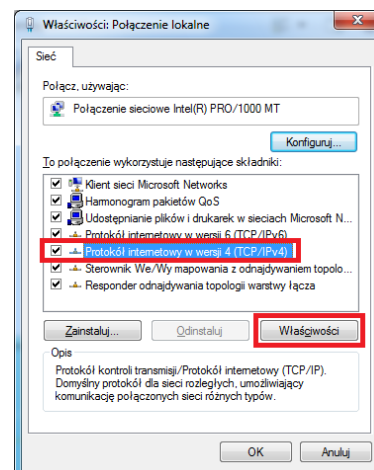 Właściwości: Połączenie lokalne
Sieć
Połącz, używając:
Połączenie sieciowe Intel(R) PRO/1000 MT
Konfiguruj...
To połączenie wykorzystuje następujące składniki:
Klient sieci Microsoft Networks
Harmonogram pakietów QoS
Udostępnianie plików i drukarek w sieciach Microsoft N...
Protokół internetowy w wersji 6 (TCP/IPv6)
Protokół internetowy w wersji 4 (TCP/IPv4)
Sterownik We/Wy mapowania z odnajdywaniem topolo...
Responder odnajdywania topologii warstwy łącza
Zainstaluj... Odinstaluj Właściwości
Opis
Protokół kontroli transmisji/Protokół internetowy (TCP/IP).
Domyślny protokół dla sieci rozległych, umożliwiający
komunikację połączonych sieci różnych typów.
OK Anuluj